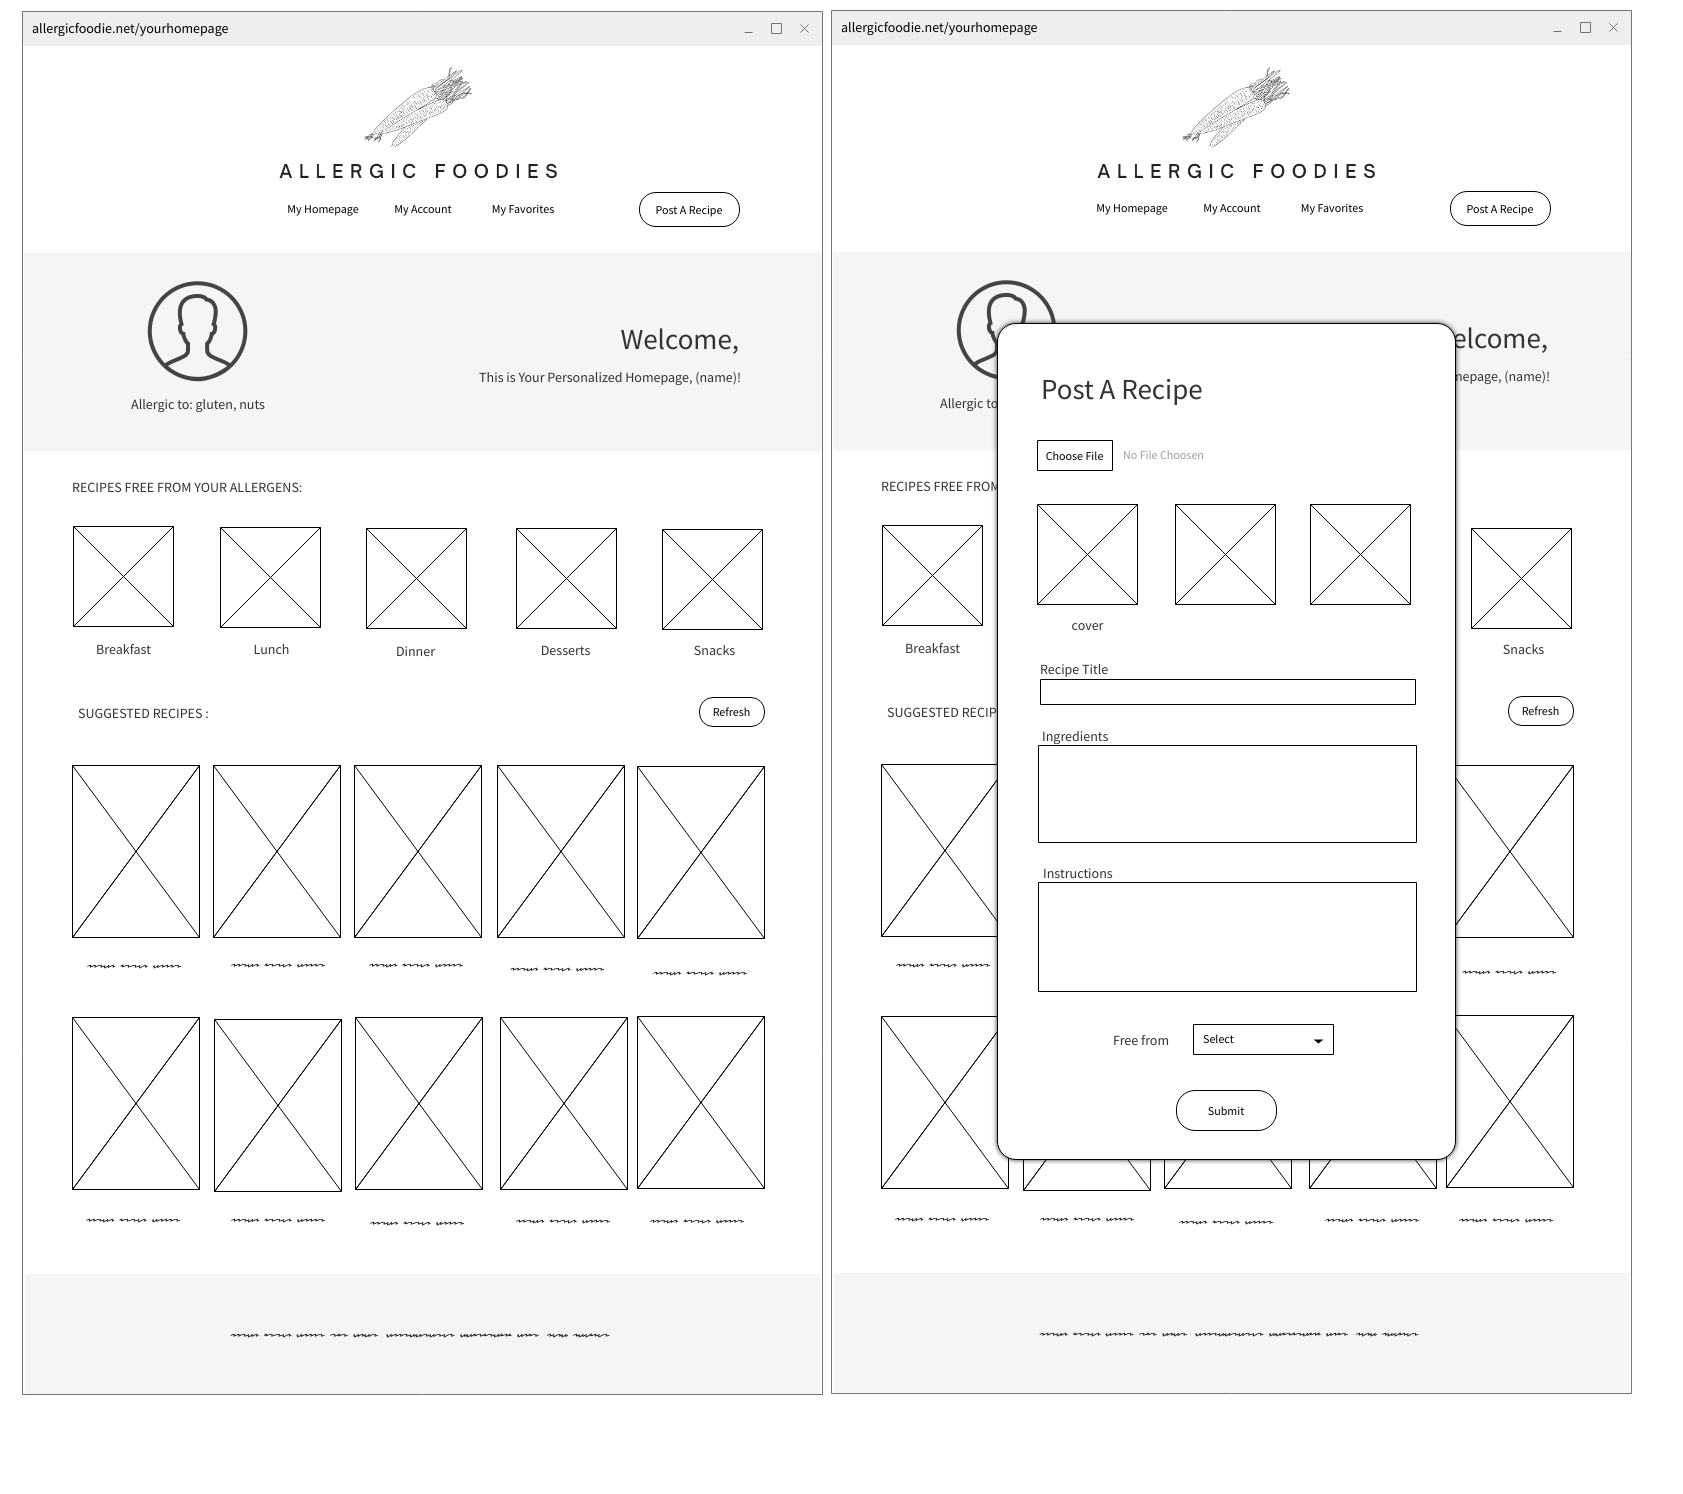 allergicfoodie.net/yourhomepage
ALLERGIC FOODIES
My Homepage My Account My Favorites Post A Recipe
Welcome,
This is Your Personalized Homepage, (name)!
Allergic to: gluten, nuts
RECIPES FREE FROM YOUR ALLERGENS:
Breakfast Lunch Dinner Desserts Snacks
SUGGESTED RECIPES : Refresh
allergicfoodie.net/yourhomepage
ALLERGIC FOODIES
My Homepage My Account My Favorites Post A Recipe
elcome,
mepage, (name)!
Allergic to
RECIPES FREE FROM
Breakfast Snacks
SUGGESTED RECIP Refresh
Post A Recipe
Choose File No File Choosen
cover
Recipe Title
Ingredients
Instructions
Free from Select
Submit